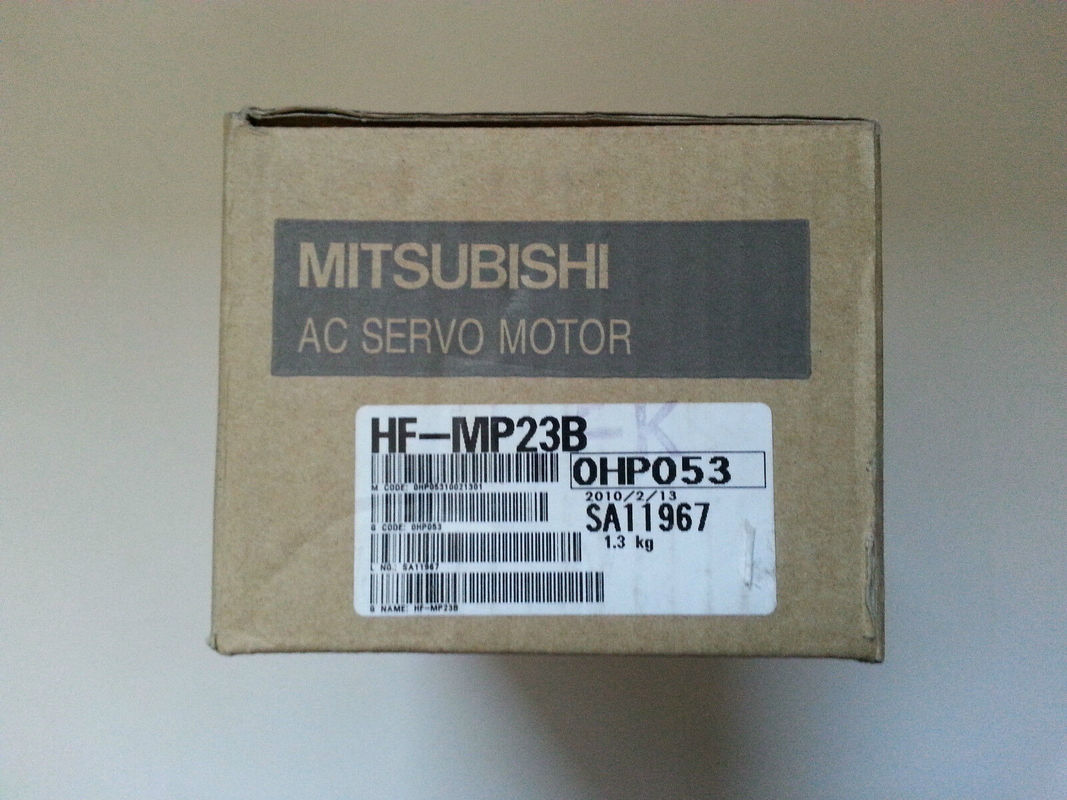 MITSUBISHI
AC SERVO MOTOR
HF-MP23B
0HP053
M CODE: 0HP05310021301
2010/2/13
SA11967
G CODE: 0HP053
1.3 kg
L NO.: SA11967
G NAME: HF-MP23B